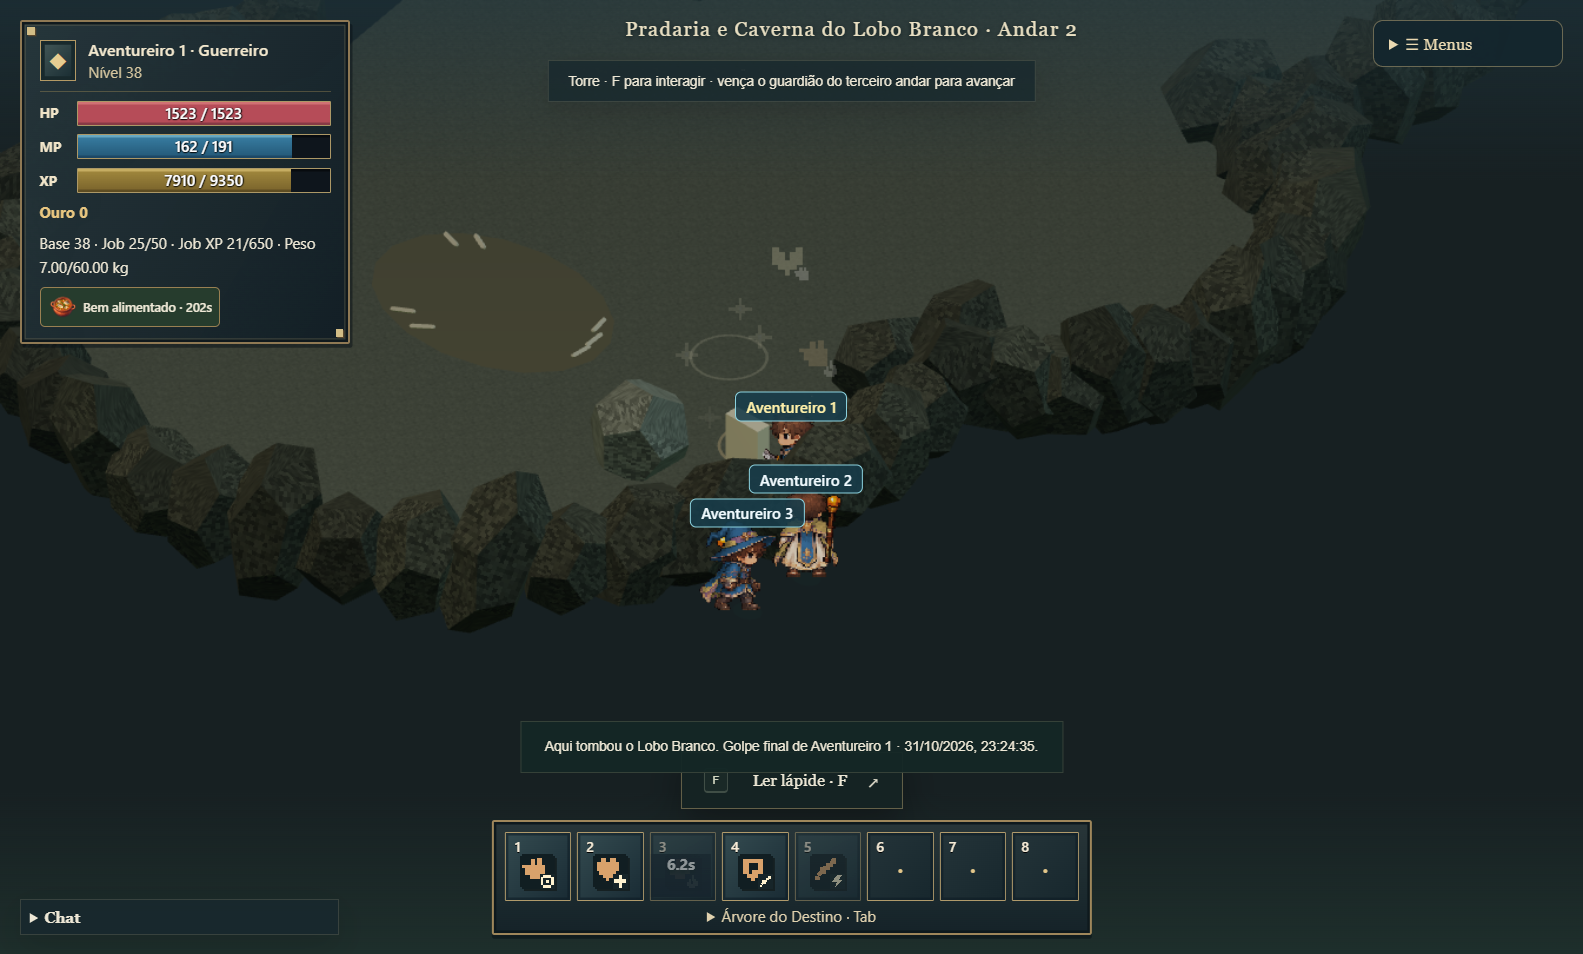 Aventureiro 1 · Guerreiro
Nível 38
HP 1523 / 1523
MP 162 / 191
XP 7910 / 9350
Ouro 0
Base 38 · Job 25/50 · Job XP 21/650 · Peso
7.00/60.00 kg
Bem alimentado · 202s
Pradaria e Caverna do Lobo Branco · Andar 2
Torre · F para interagir · vença o guardião do terceiro andar para avançar
☰ Menus
Aventureiro 1
Aventureiro 2
Aventureiro 3
Aqui tombou o Lobo Branco. Golpe final de Aventureiro 1 · 31/10/2026, 23:24:35.
F Ler lápide · F ↗
1 2 3 4 5 6 7 8
6.2s
Árvore do Destino · Tab
Chat